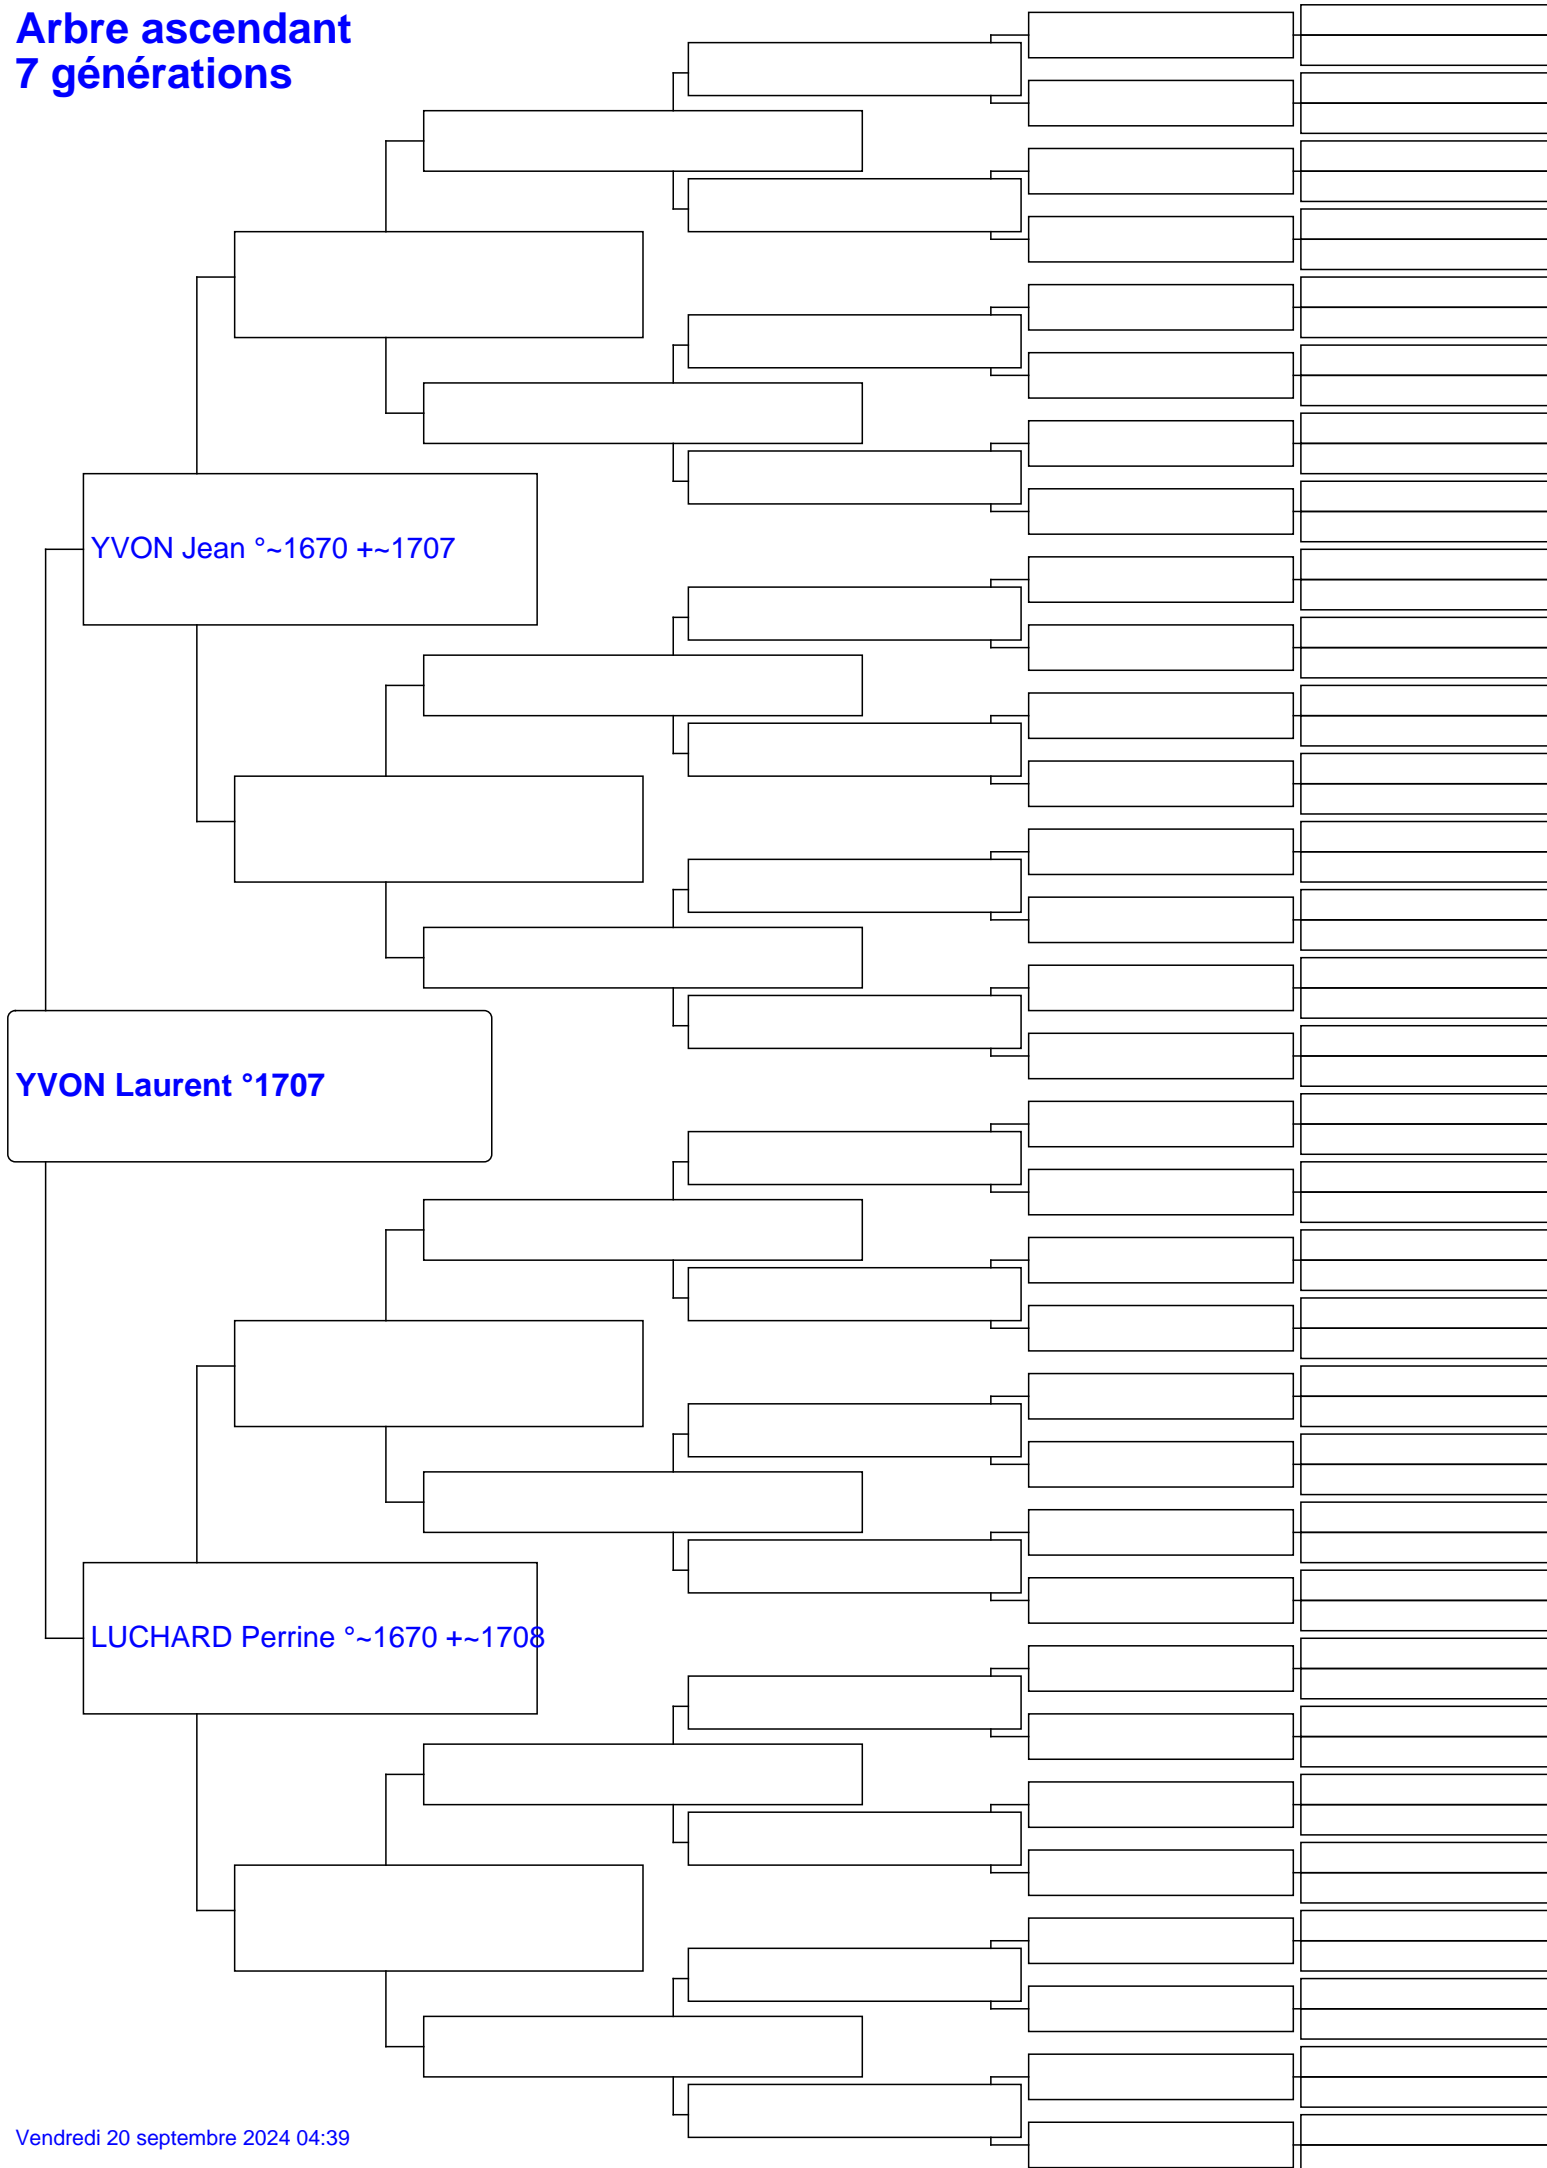 Arbre ascendant
7 générations
YVON Jean °~1670 +~1707
YVON Laurent °1707
LUCHARD Perrine °~1670 +~1708
Vendredi 20 septembre 2024 04:39